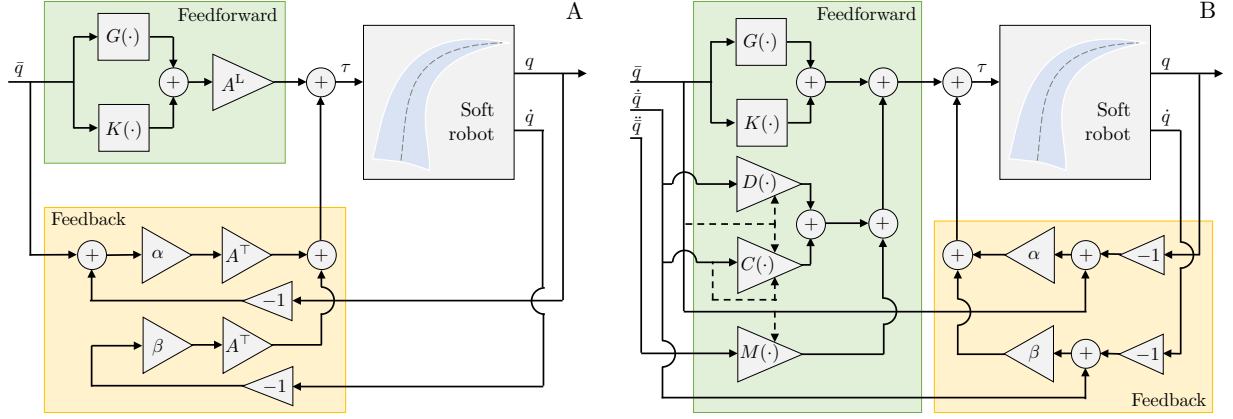 Feedforward
A
G(·)
q̄
A^L
+
+
τ
q
K(·)
Soft
robot
q̇
Feedback
+
α
A^⊤
+
−1
β
A^⊤
−1
Feedforward
B
G(·)
q̄
+
+
+
τ
q
q̄̇
K(·)
Soft
robot
q̇
q̄̈
D(·)
+
+
C(·)
+
α
+
−1
M(·)
β
+
−1
Feedback